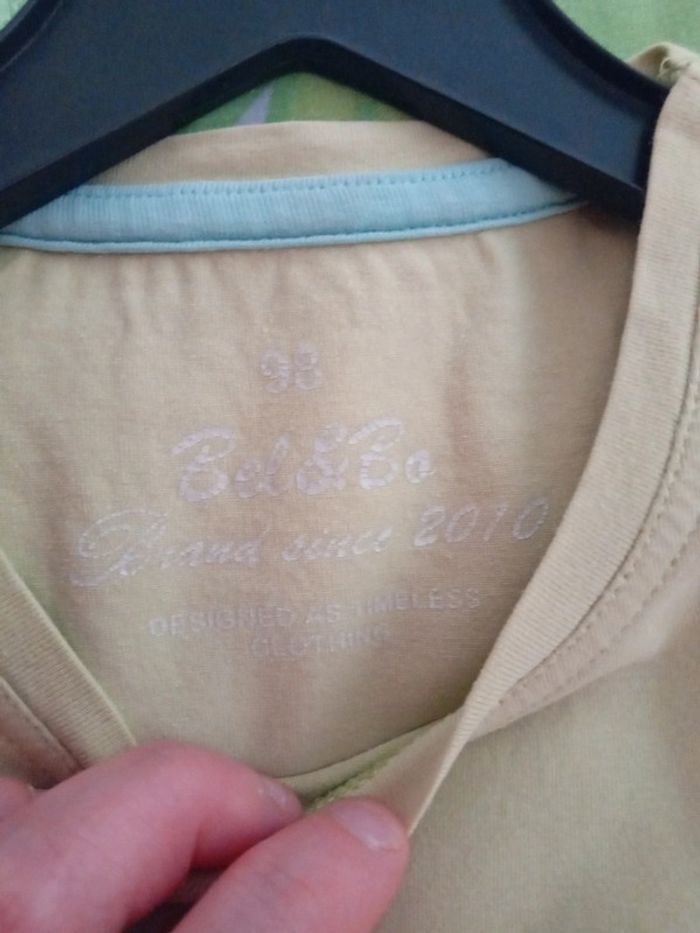 98
Bel&Bo
Brand since 2010
DESIGNED AS TIMELESS
CLOTHING